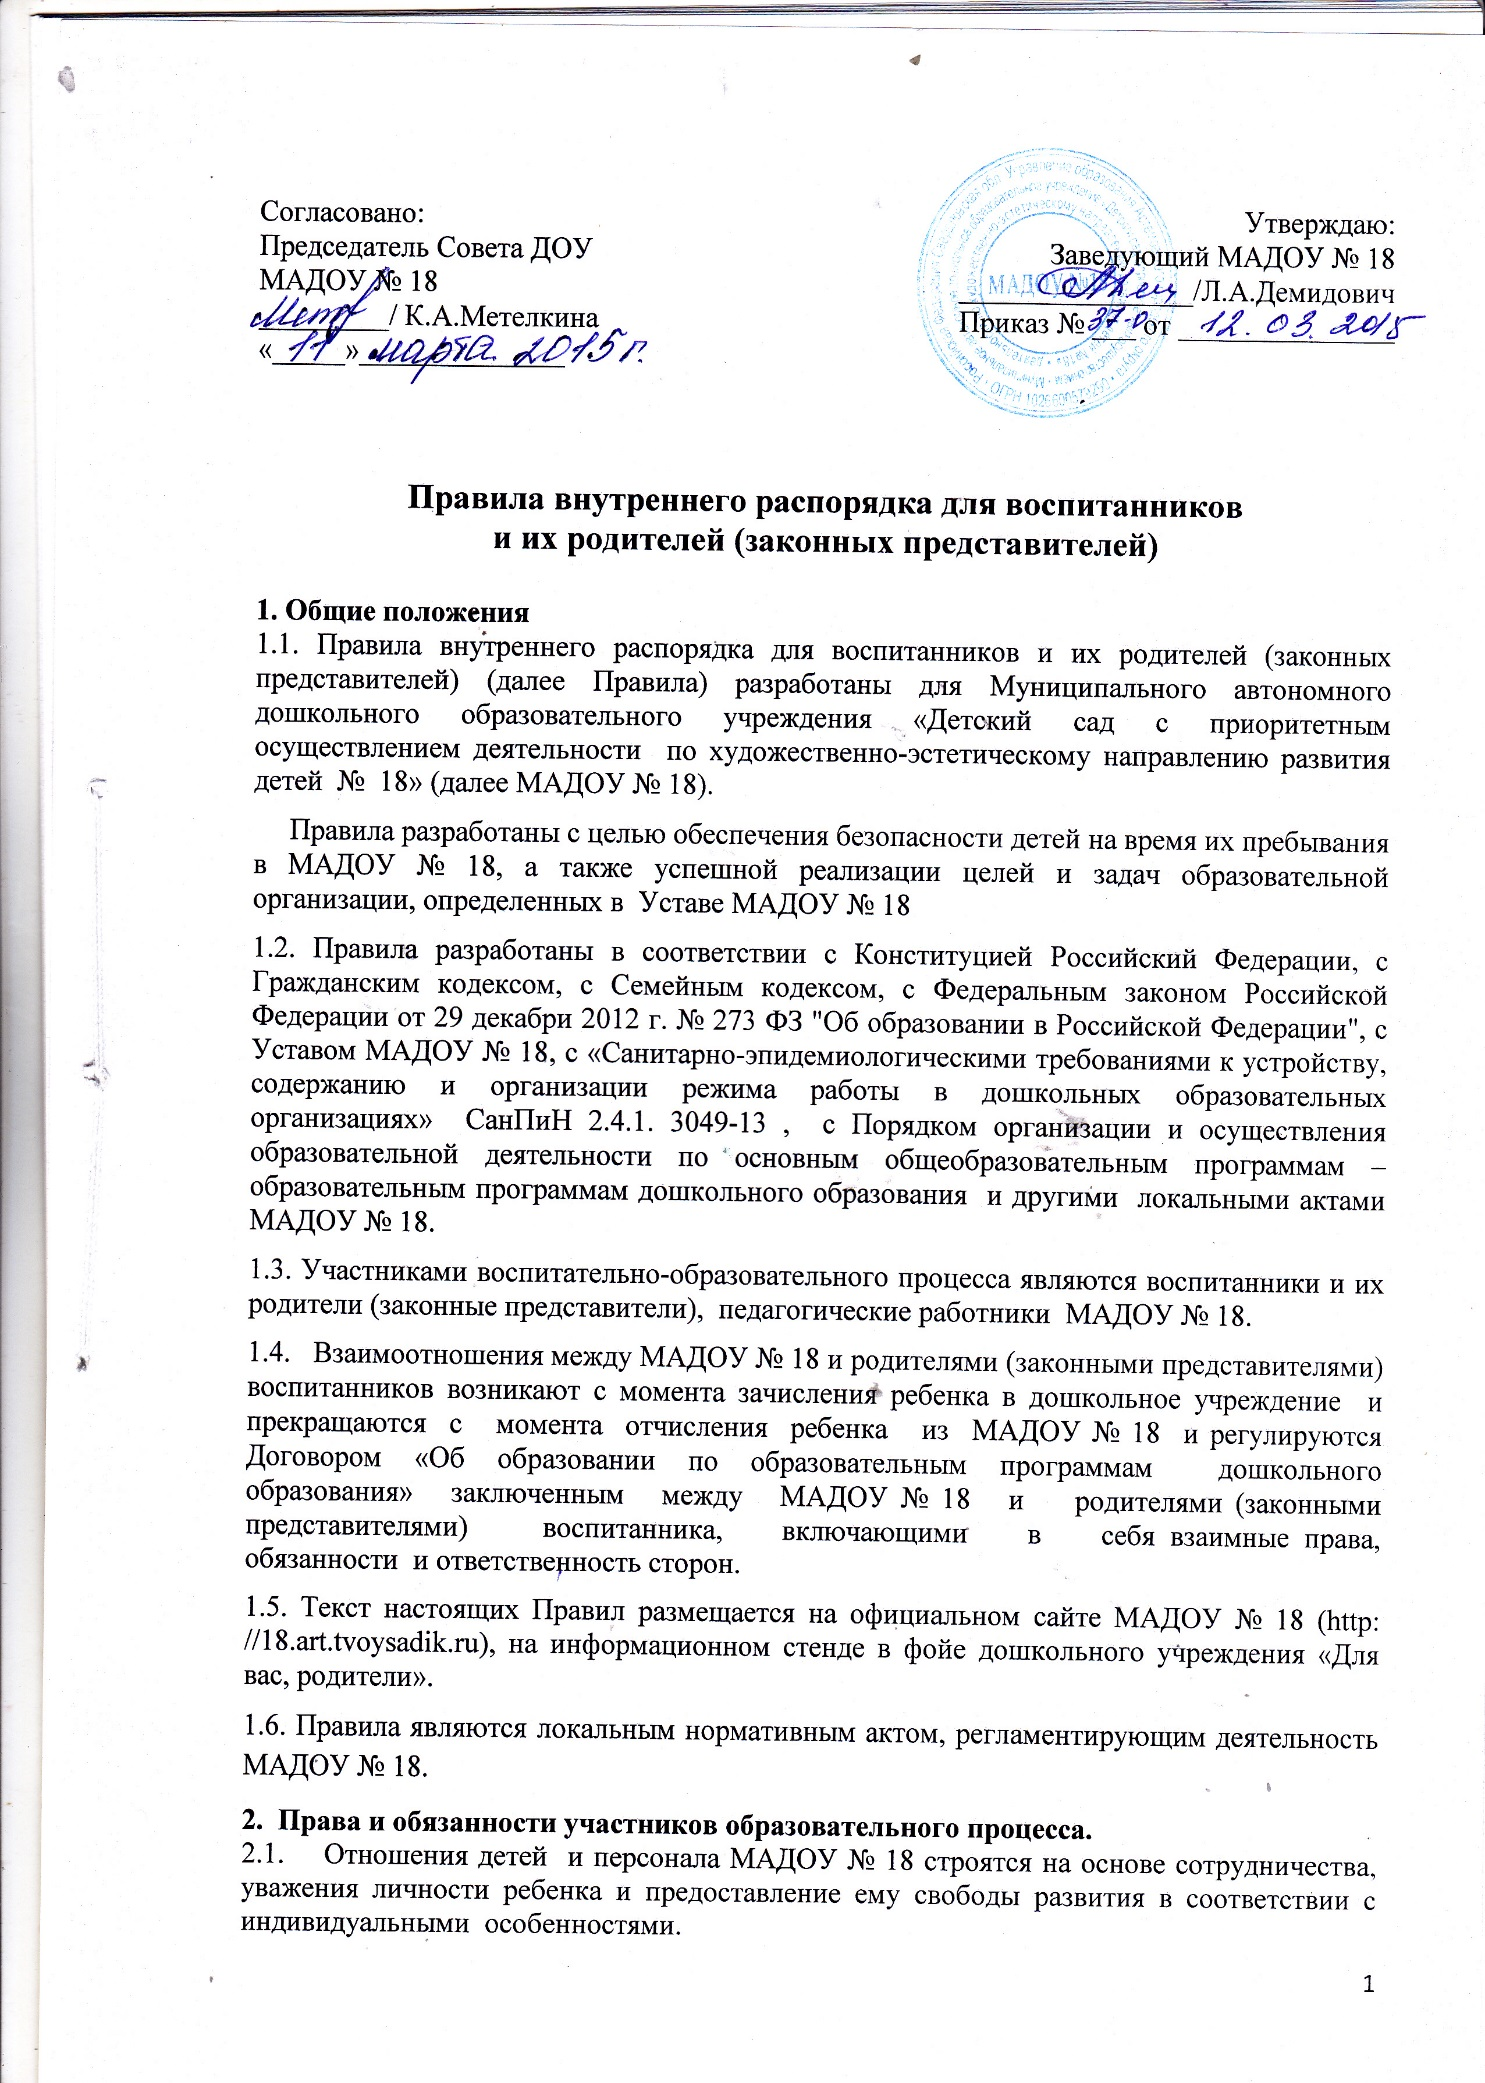 Согласовано:
Председатель Совета ДОУ
МАДОУ № 18
/ К.А.Метелкина
« 11 » марта 2015 г.
Утверждаю:
Заведующий МАДОУ № 18
/Л.А.Демидович
Приказ № 37-О от 12. 03. 2015
МАДОУ
ОГРН
Правила внутреннего распорядка для воспитанников
и их родителей (законных представителей)
1. Общие положения
1.1. Правила внутреннего распорядка для воспитанников и их родителей (законных
представителей) (далее Правила) разработаны для Муниципального автономного
дошкольного образовательного учреждения «Детский сад с приоритетным
осуществлением деятельности по художественно-эстетическому направлению развития
детей № 18» (далее МАДОУ № 18).
Правила разработаны с целью обеспечения безопасности детей на время их пребывания
в МАДОУ № 18, а также успешной реализации целей и задач образовательной
организации, определенных в Уставе МАДОУ № 18
1.2. Правила разработаны в соответствии с Конституцией Российский Федерации, с
Гражданским кодексом, с Семейным кодексом, с Федеральным законом Российской
Федерации от 29 декабря 2012 г. № 273 ФЗ "Об образовании в Российской Федерации", с
Уставом МАДОУ № 18, с «Санитарно-эпидемиологическими требованиями к устройству,
содержанию и организации режима работы в дошкольных образовательных
организациях» СанПиН 2.4.1. 3049-13 , с Порядком организации и осуществления
образовательной деятельности по основным общеобразовательным программам –
образовательным программам дошкольного образования и другими локальными актами
МАДОУ № 18.
1.3. Участниками воспитательно-образовательного процесса являются воспитанники и их
родители (законные представители), педагогические работники МАДОУ № 18.
1.4. Взаимоотношения между МАДОУ № 18 и родителями (законными представителями)
воспитанников возникают с момента зачисления ребенка в дошкольное учреждение и
прекращаются с момента отчисления ребенка из МАДОУ № 18 и регулируются
Договором «Об образовании по образовательным программам дошкольного
образования» заключенным между МАДОУ № 18 и родителями (законными
представителями) воспитанника, включающими в себя взаимные права,
обязанности и ответственность сторон.
1.5. Текст настоящих Правил размещается на официальном сайте МАДОУ № 18 (http:
//18.art.tvoysadik.ru), на информационном стенде в фойе дошкольного учреждения «Для
вас, родители».
1.6. Правила являются локальным нормативным актом, регламентирующим деятельность
МАДОУ № 18.
2. Права и обязанности участников образовательного процесса.
2.1. Отношения детей и персонала МАДОУ № 18 строятся на основе сотрудничества,
уважения личности ребенка и предоставление ему свободы развития в соответствии с
индивидуальными особенностями.
1